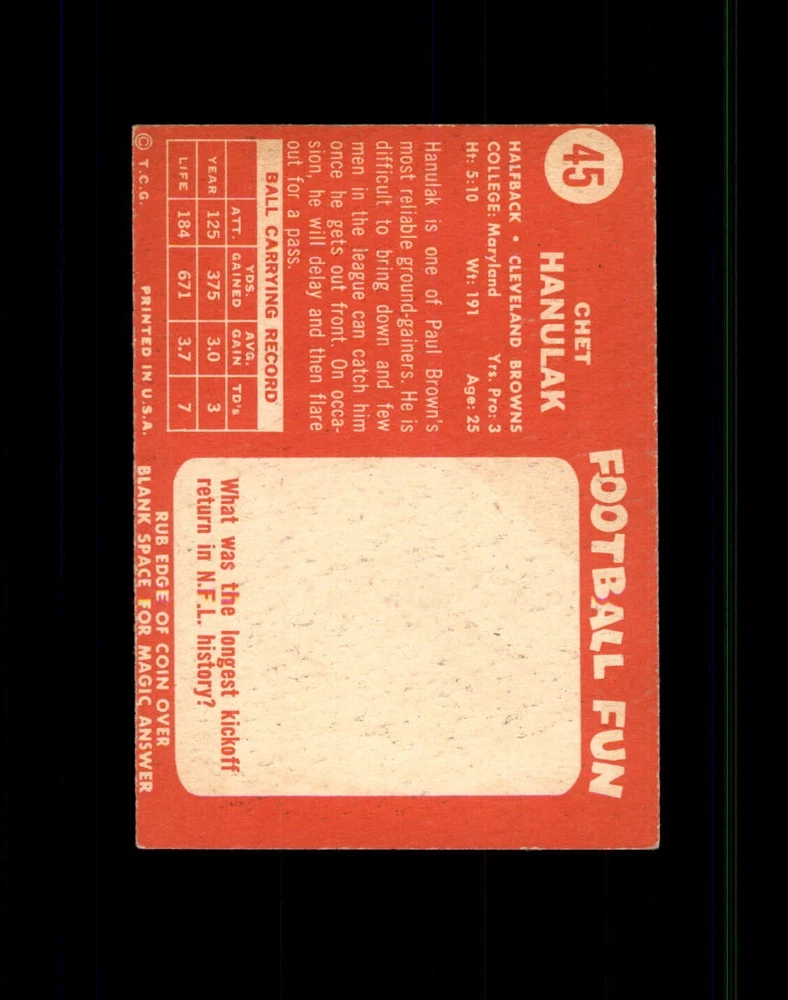 45
CHET
HANULAK
HALFBACK • CLEVELAND BROWNS
COLLEGE: Maryland Yrs. Pro: 3
Ht: 5:10 Wt: 191 Age: 25
Hanulak is one of Paul Brown's
most reliable ground-gainers. He is
difficult to bring down and few
men in the league can catch him
once he gets out front. On occa-
sion, he will delay and then flare
out for a pass.
BALL CARRYING RECORD
ATT. YDS. GAINED AVG. GAIN TD's
YEAR 125 375 3.0 3
LIFE 184 671 3.7 7
© T.C.G. PRINTED IN U.S.A.
FOOTBALL FUN
What was the longest kickoff
return in N.F.L. history?
RUB EDGE OF COIN OVER
BLANK SPACE FOR MAGIC ANSWER